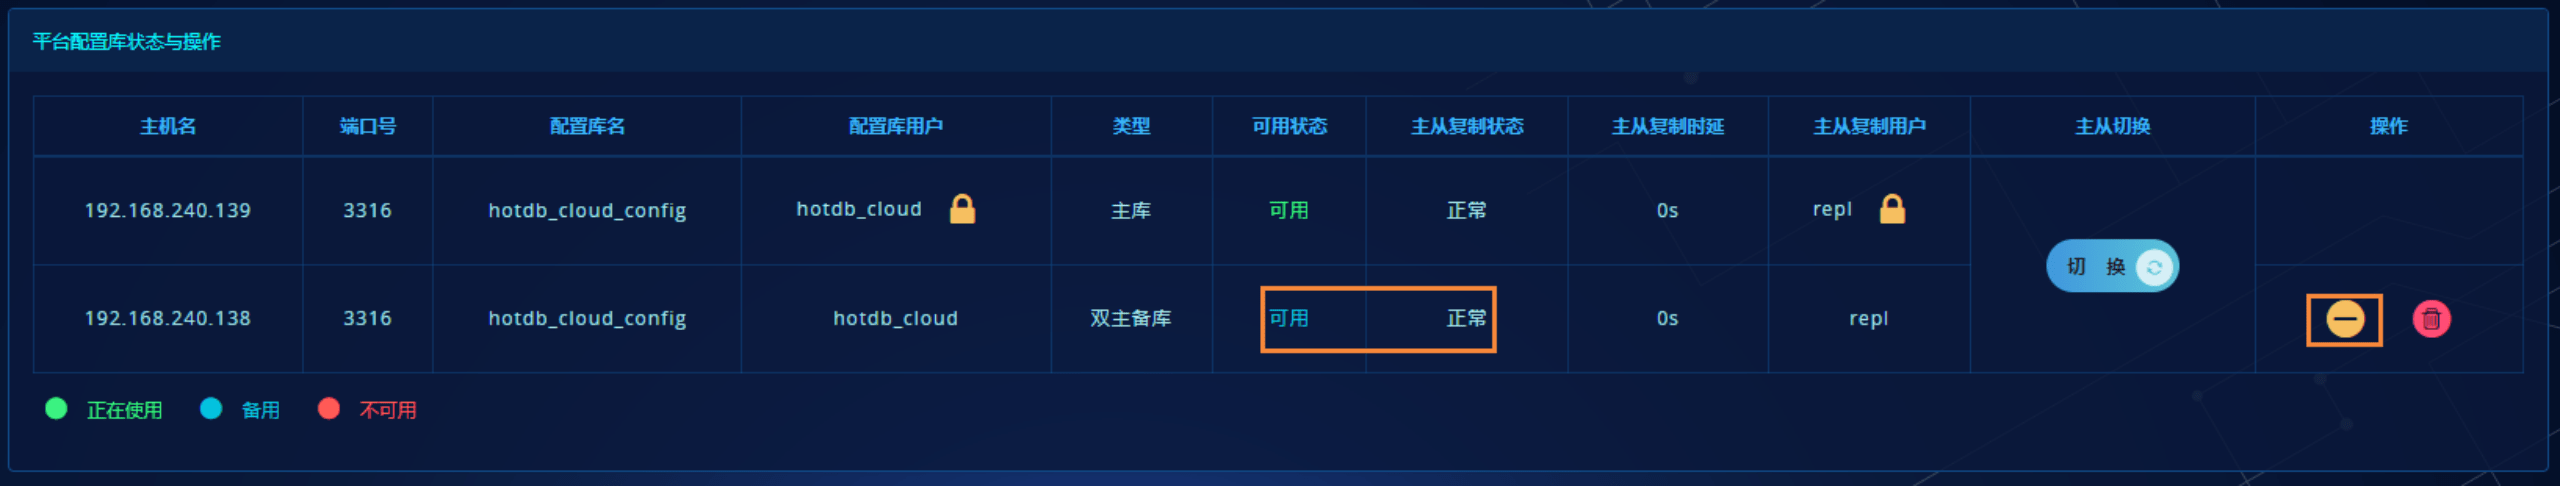 平台配置库状态与操作
主机名 端口号 配置库名 配置库用户 类型 可用状态 主从复制状态 主从复制时延 主从复制用户 主从切换 操作
192.168.240.139 3316 hotdb_cloud_config hotdb_cloud 主库 可用 正常 0s repl
切 换
192.168.240.138 3316 hotdb_cloud_config hotdb_cloud 双主备库 可用 正常 0s repl
正在使用 备用 不可用